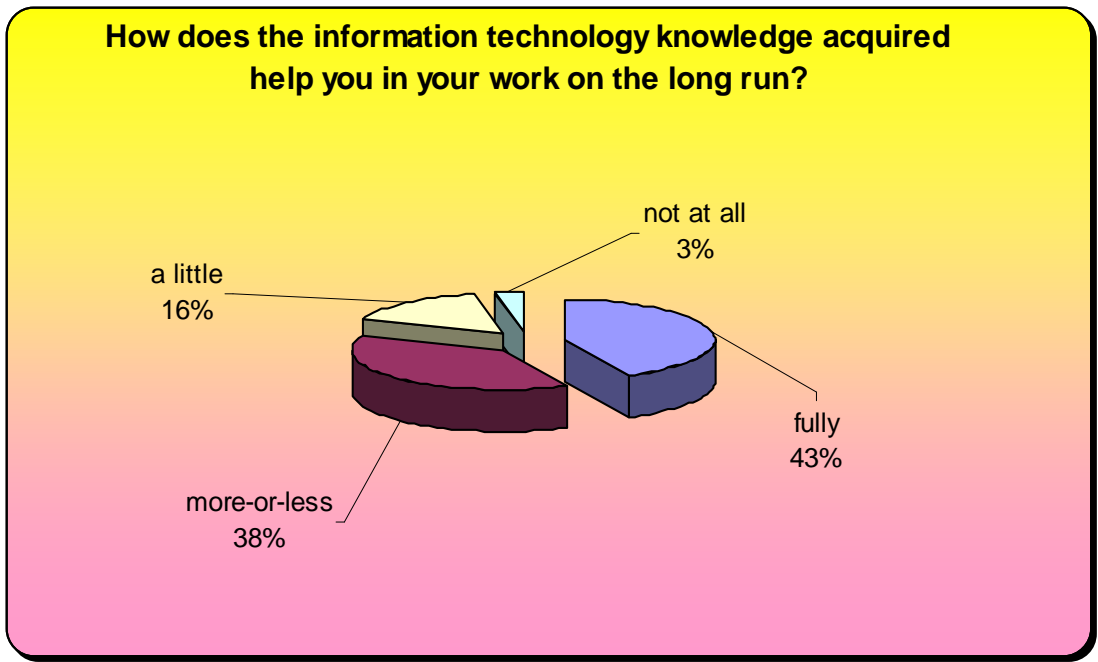 How does the information technology knowledge acquired
help you in your work on the long run?
not at all
3%
a little
16%
fully
43%
more-or-less
38%